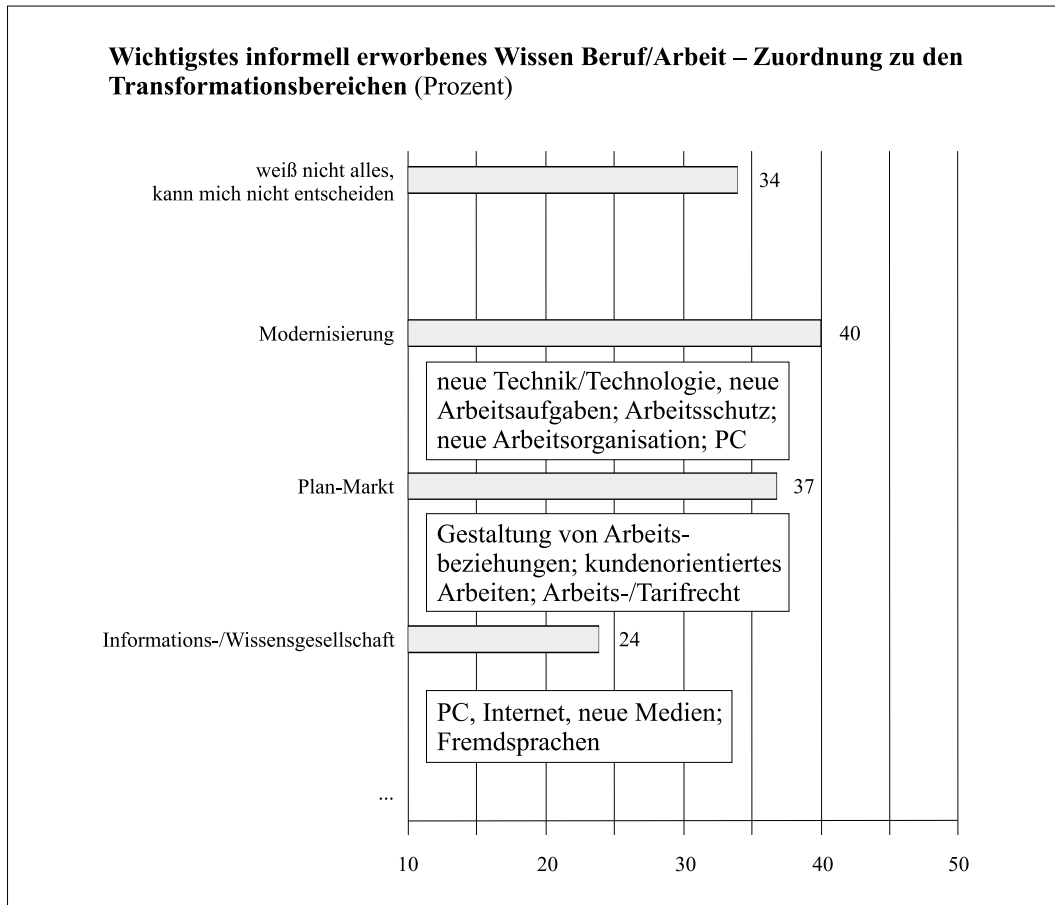 Wichtigstes informell erworbenes Wissen Beruf/Arbeit – Zuordnung zu den
Transformationsbereichen (Prozent)
weiß nicht alles,
kann mich nicht entscheiden
34
Modernisierung
40
neue Technik/Technologie, neue
Arbeitsaufgaben; Arbeitsschutz;
neue Arbeitsorganisation; PC
Plan-Markt
37
Gestaltung von Arbeits-
beziehungen; kundenorientiertes
Arbeiten; Arbeits-/Tarifrecht
Informations-/Wissensgesellschaft
24
PC, Internet, neue Medien;
Fremdsprachen
...
10 20 30 40 50